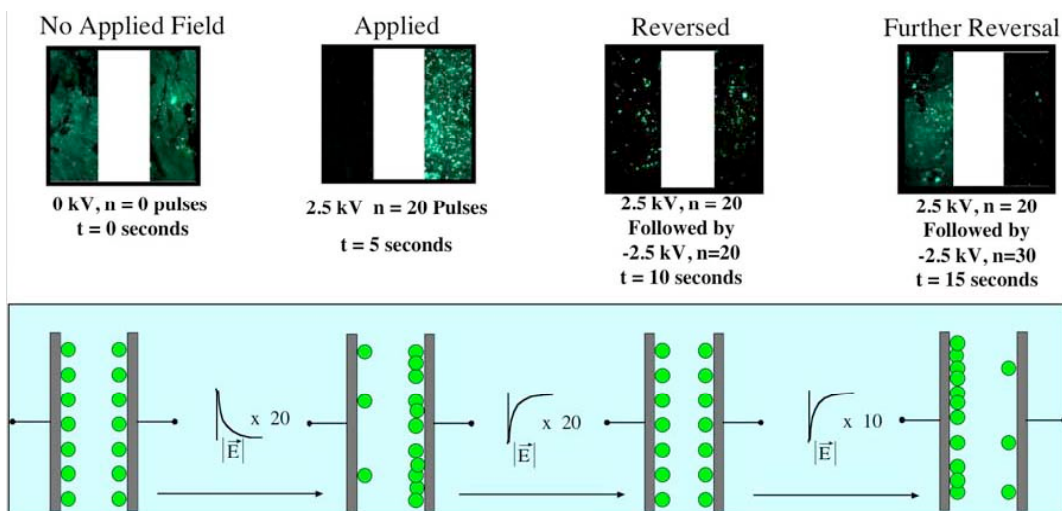 No Applied Field
Applied
Reversed
Further Reversal
0 kV, n = 0 pulses
t = 0 seconds
2.5 kV n = 20 Pulses
t = 5 seconds
2.5 kV, n = 20
Followed by
-2.5 kV, n=20
t = 10 seconds
2.5 kV, n = 20
Followed by
-2.5 kV, n=30
t = 15 seconds
x 20
|E⃗|
x 20
|E⃗|
x 10
|E⃗|